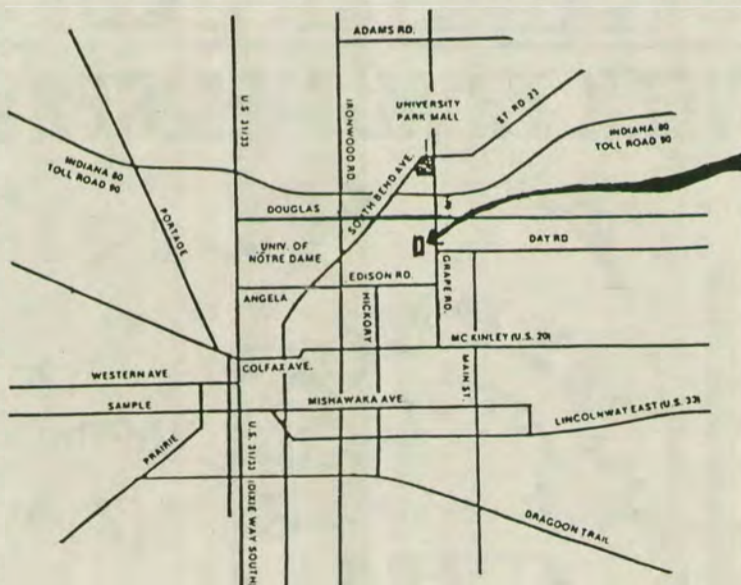 ADAMS RD.
U.S. 31/33
IRONWOOD RD.
UNIVERSITY
PARK MALL
ST. RD 23
INDIANA 80
TOLL ROAD 90
INDIANA 80
TOLL ROAD 90
PORTAGE
SOUTH BEND AVE.
DOUGLAS
UNIV. OF
NOTRE DAME
DAY RD
EDISON RD.
ANGELA
HICKORY
GRAPE RD.
MC KINLEY (U.S. 20)
COLFAX AVE.
WESTERN AVE
MAIN ST.
SAMPLE
MISHAWAKA AVE.
LINCOLNWAY EAST (U.S. 33)
PRAIRIE
U.S. 31/33 (DIXIE WAY SOUTH)
DRAGOON TRAIL